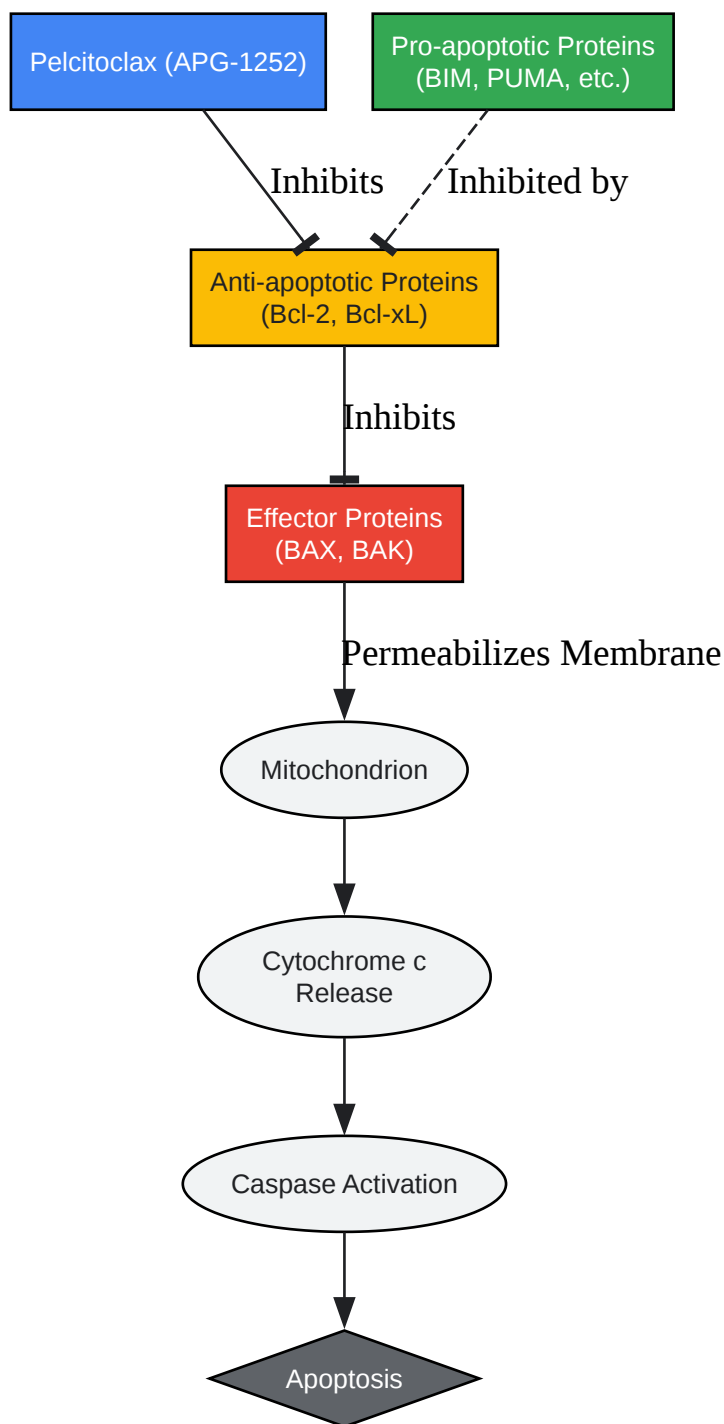 Pelcitoclax (APG-1252)
Pro-apoptotic Proteins
(BIM, PUMA, etc.)
Inhibits
Inhibited by
Anti-apoptotic Proteins
(Bcl-2, Bcl-xL)
Inhibits
Effector Proteins
(BAX, BAK)
Permeabilizes Membrane
Mitochondrion
Cytochrome c
Release
Caspase Activation
Apoptosis